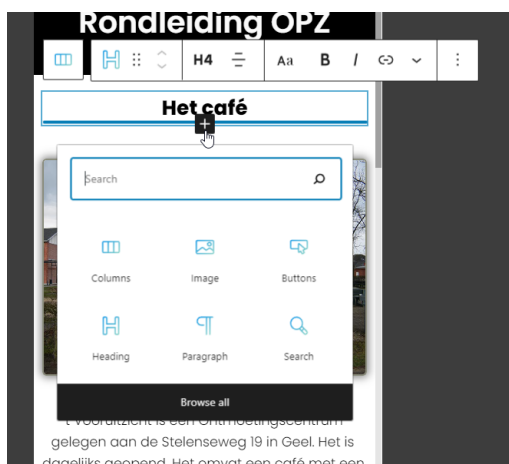 Rondleiding OPZ
H4
Aa
B
I
Het café
Search
Columns
Image
Buttons
Heading
Paragraph
Search
Browse all
't Vooruitzicht is een Ontmoetingscentrum
gelegen aan de Stelenseweg 19 in Geel. Het is
dagelijks geopend. Het omvat een café met een